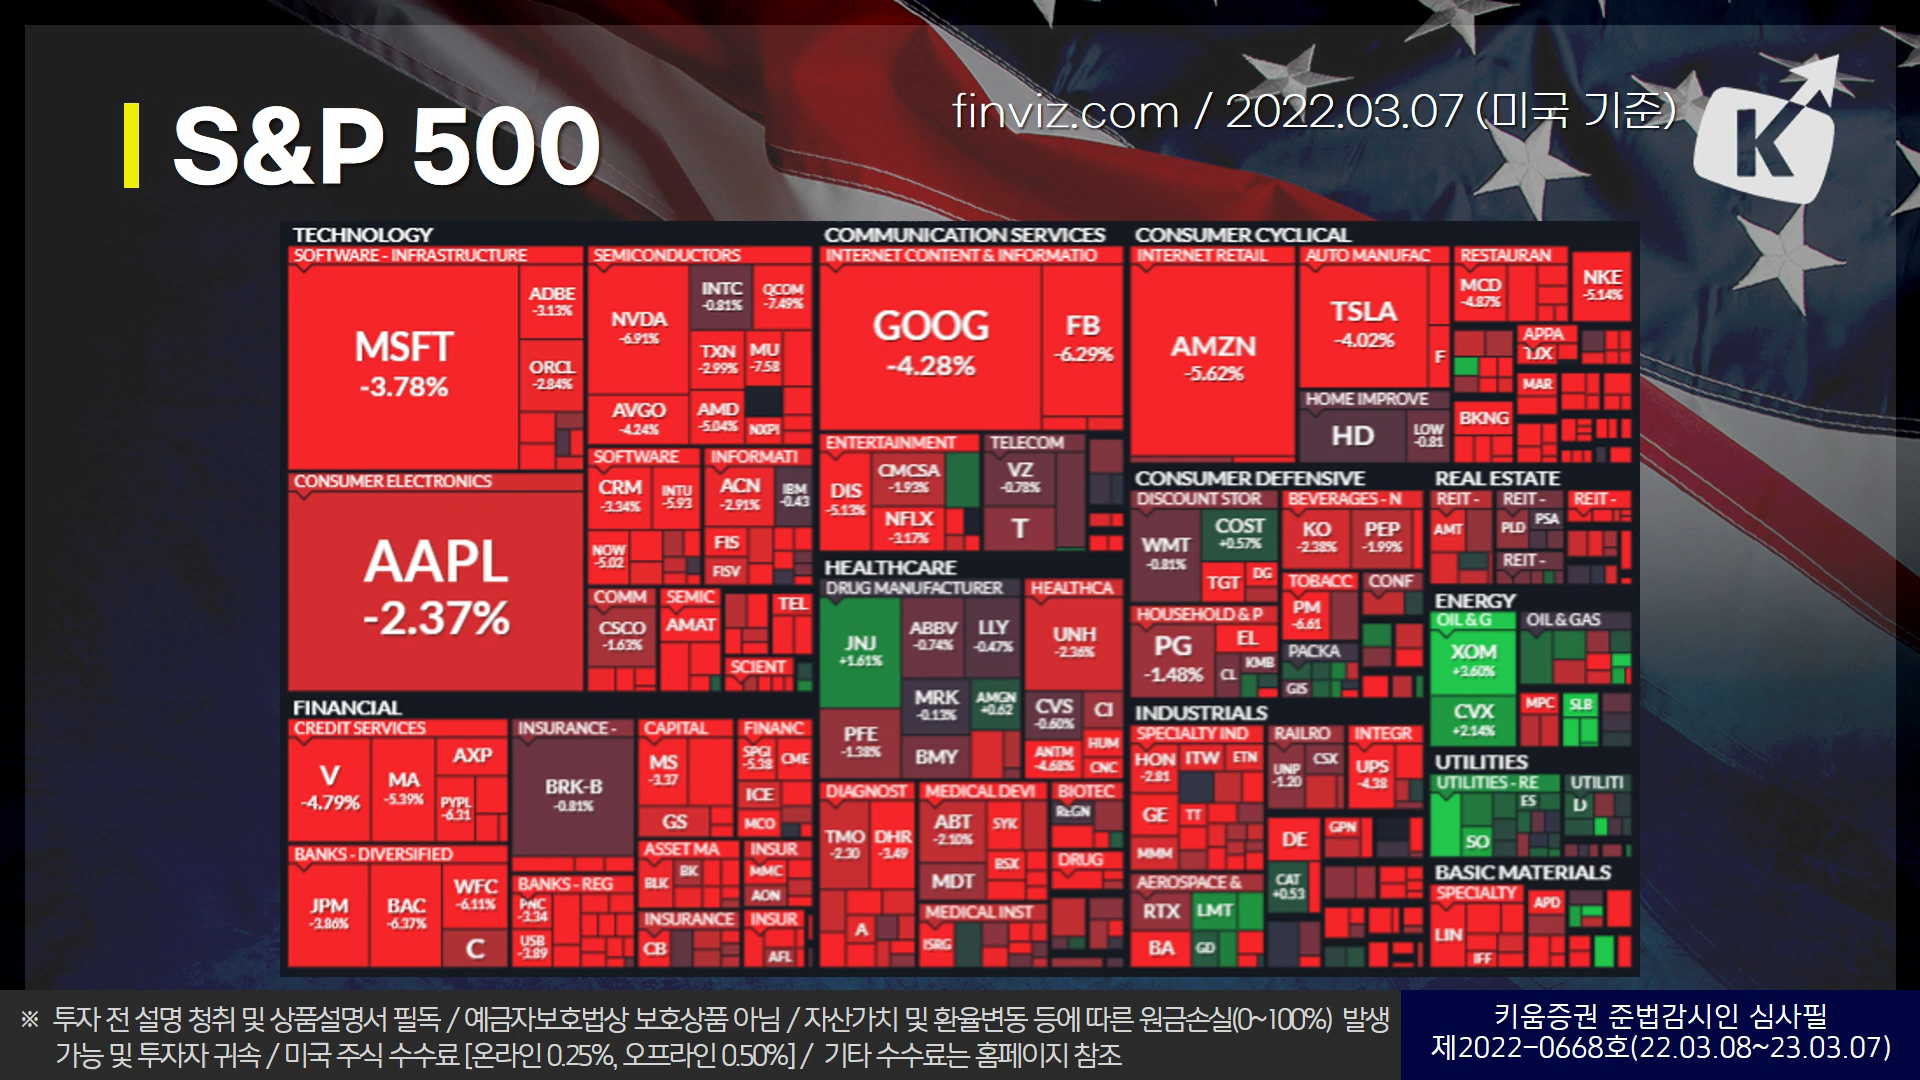 S&P 500
finviz.com / 2022.03.07 (미국 기준)
K
TECHNOLOGY
SOFTWARE - INFRASTRUCTURE
MSFT
-3.78%
ADBE
-3.13%
ORCL
-2.84%
SEMICONDUCTORS
NVDA
-6.91%
INTC
-0.81%
QCOM
-7.49%
TXN
-2.99%
MU
-7.58
AVGO
-4.24%
AMD
-5.04%
NXPI
CONSUMER ELECTRONICS
AAPL
-2.37%
SOFTWARE
CRM
-3.34%
INTU
-5.93
NOW
-5.02
INFORMATI
ACN
-2.91%
IBM
-0.43
FIS
FISV
COMM
CSCO
-1.63%
SEMIC
AMAT
TEL
SCIENT
COMMUNICATION SERVICES
INTERNET CONTENT & INFORMATIO
GOOG
-4.28%
FB
-6.29%
ENTERTAINMENT
DIS
-5.13%
CMCSA
-1.93%
NFLX
-3.17%
TELECOM
VZ
-0.78%
T
CONSUMER CYCLICAL
INTERNET RETAIL
AMZN
-5.62%
AUTO MANUFAC
TSLA
-4.02%
F
HOME IMPROVE
HD
LOW
-0.81
RESTAURAN
MCD
-4.87%
NKE
-5.14%
APPA
TJX
MAR
BKNG
FINANCIAL
CREDIT SERVICES
V
-4.79%
MA
-5.39%
AXP
PYPL
-6.31
INSURANCE -
BRK-B
-0.81%
CAPITAL
MS
-3.37
GS
FINANC
SPGI
-5.38
CME
ICE
MCO
BANKS - DIVERSIFIED
JPM
-3.86%
BAC
-6.37%
WFC
-6.11%
C
BANKS - REG
PNC
-3.34
USB
-3.89
ASSET MA
BLK
BK
INSUR
MMC
AON
INSURANCE
CB
INSUR
AFL
HEALTHCARE
DRUG MANUFACTURER
JNJ
+1.61%
ABBV
-0.74%
LLY
-0.47%
MRK
-0.13%
AMGN
+0.62
PFE
-1.38%
BMY
HEALTHCA
UNH
-2.36%
CVS
-0.60%
CI
ANTM
-4.68%
HUM
CNC
DIAGNOST
TMO
-2.30
DHR
-3.49
A
MEDICAL DEVI
ABT
-2.10%
SYK
BSX
MDT
MEDICAL INST
ISRG
BIOTEC
REGN
DRUG
CONSUMER DEFENSIVE
DISCOUNT STOR
WMT
-0.81%
COST
+0.57%
TGT
DG
BEVERAGES - N
KO
-2.38%
PEP
-1.99%
HOUSEHOLD & P
PG
-1.48%
EL
CL
KMB
TOBACC
PM
-6.61
CONF
PACKA
GIS
REAL ESTATE
REIT -
AMT
REIT -
PLD
PSA
REIT -
REIT -
ENERGY
OIL & G
XOM
+3.60%
CVX
+2.14%
OIL & GAS
MPC
SLB
INDUSTRIALS
SPECIALTY IND
HON
-2.81
ITW
ETN
GE
TT
MMM
RAILRO
UNP
-1.20
CSX
INTEGR
UPS
-4.38
AEROSPACE &
RTX
LMT
BA
GD
DE
GPN
CAT
+0.53
UTILITIES
UTILITIES - RE
ES
SO
UTILITI
D
BASIC MATERIALS
SPECIALTY
LIN
IFF
APD
※ 투자 전 설명 청취 및 상품설명서 필독 / 예금자보호법상 보호상품 아님 / 자산가치 및 환율변동 등에 따른 원금손실(0~100%) 발생
가능 및 투자자 귀속 / 미국 주식 수수료 [온라인 0.25%, 오프라인 0.50%] / 기타 수수료는 홈페이지 참조
키움증권 준법감시인 심사필
제2022-0668호(22.03.08~23.03.07)